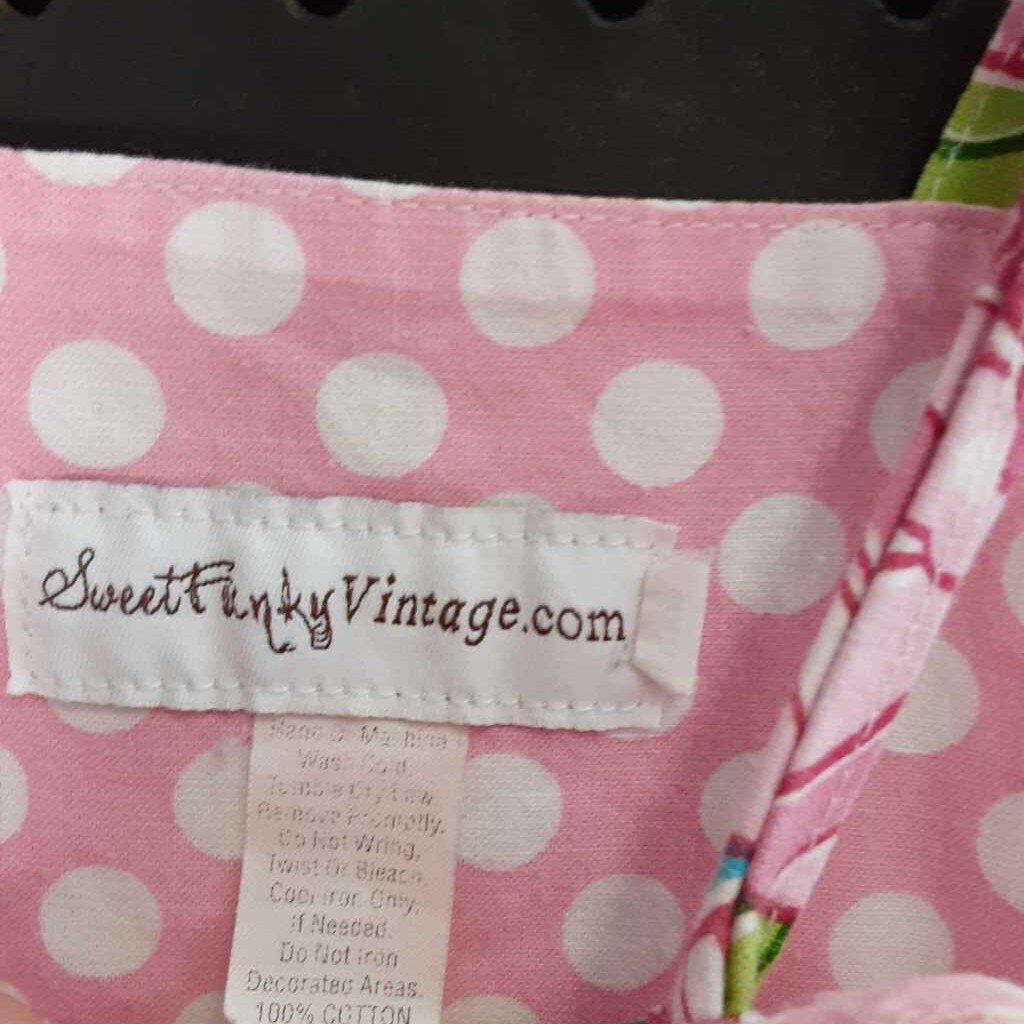 SweetFunkyVintage.com
Hand Or Machine
Wash Cold.
Tumble Dry Low.
Remove Promptly.
Do Not Wring,
Twist Or Bleach.
Cool Iron Only,
If Needed.
Do Not Iron
Decorated Areas.
100% COTTON